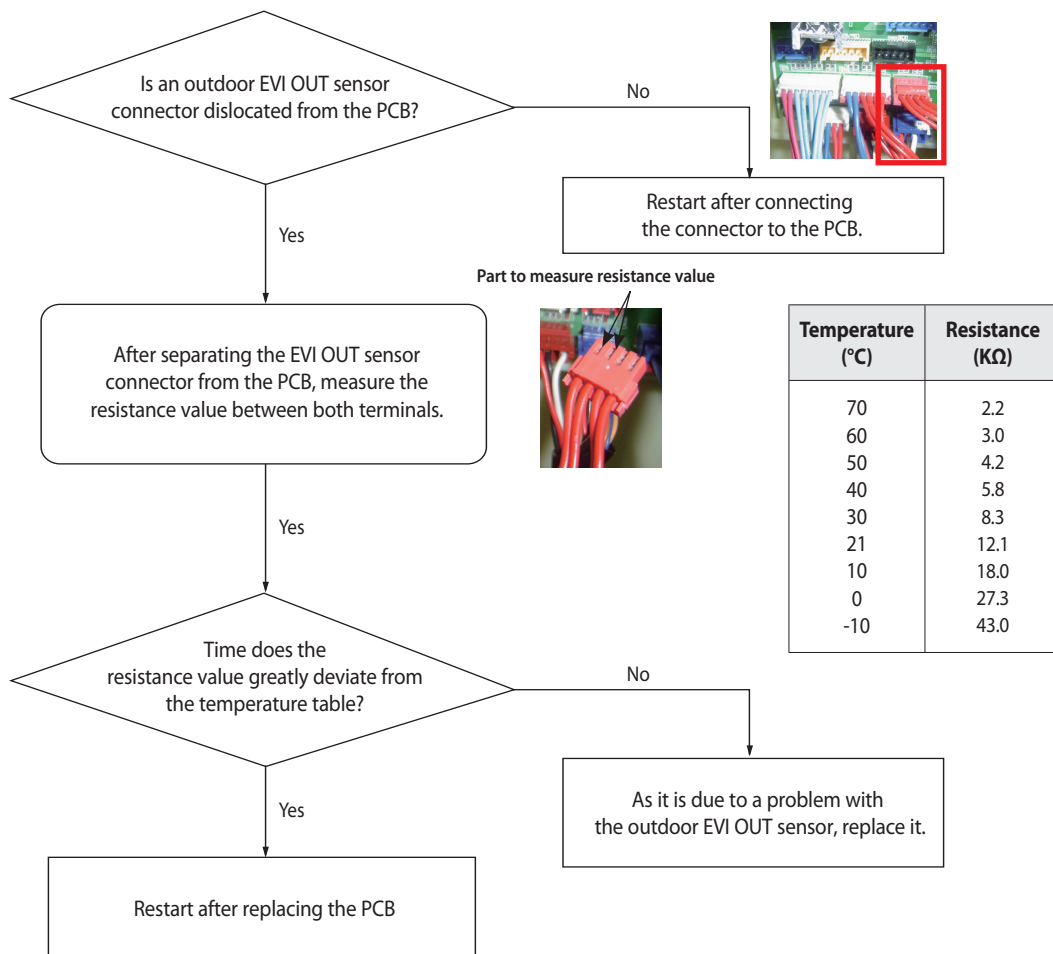 Is an outdoor EVI OUT sensor
connector dislocated from the PCB?
No
Restart after connecting
the connector to the PCB.
Yes
Part to measure resistance value
After separating the EVI OUT sensor
connector from the PCB, measure the
resistance value between both terminals.
Temperature Resistance
(°C) (KΩ)
70 2.2
60 3.0
50 4.2
40 5.8
30 8.3
21 12.1
10 18.0
0 27.3
-10 43.0
Yes
Time does the
resistance value greatly deviate from
the temperature table?
No
As it is due to a problem with
the outdoor EVI OUT sensor, replace it.
Yes
Restart after replacing the PCB